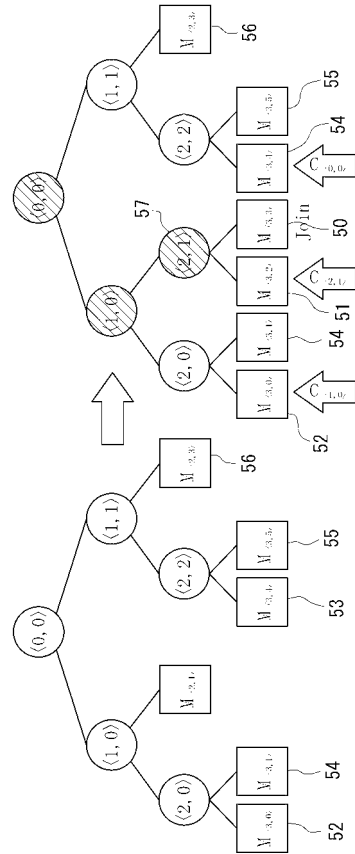 ⟨0, 0⟩
⟨1, 0⟩
⟨1, 1⟩
⟨2, 0⟩
M⟨2,1⟩
⟨2, 2⟩
M⟨2,3⟩
56
M⟨3,0⟩
M⟨3,1⟩
M⟨3,4⟩
M⟨3,5⟩
52
54
53
55
⟨0, 0⟩
⟨1, 0⟩
⟨1, 1⟩
57
⟨2, 0⟩
⟨2, 1⟩
⟨2, 2⟩
M⟨2,3⟩
56
M⟨3,0⟩
M⟨3,1⟩
M⟨3,2⟩
M⟨3,3⟩
M⟨3,4⟩
M⟨3,5⟩
52
54
51
Join
50
54
55
C⟨1,0⟩
C⟨2,1⟩
C⟨0,0⟩